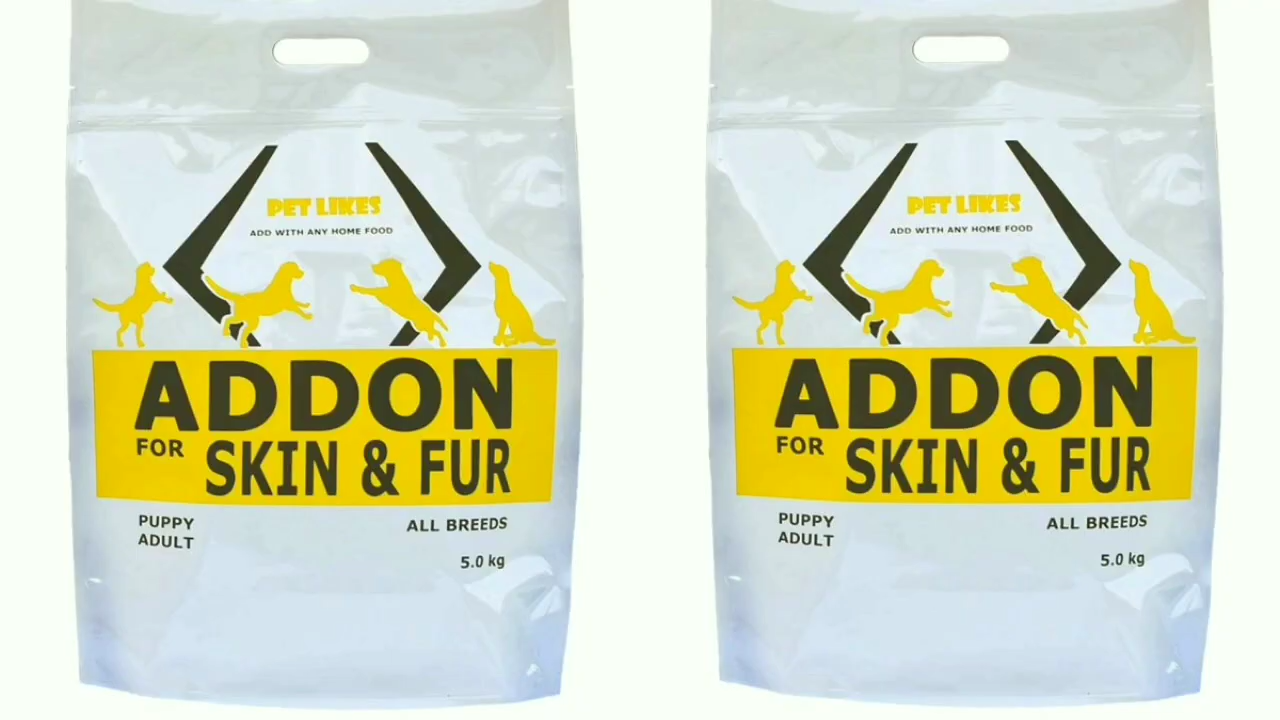 PET LIKES
ADD WITH ANY HOME FOOD
ADDON
FOR SKIN & FUR
PUPPY
ADULT
ALL BREEDS
5.0 kg
PET LIKES
ADD WITH ANY HOME FOOD
ADDON
FOR SKIN & FUR
PUPPY
ADULT
ALL BREEDS
5.0 kg